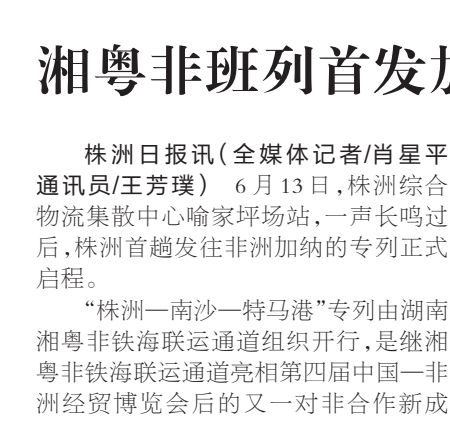 湘粤非班列首发
株洲日报讯（全媒体记者/肖星平
通讯员/王芳璞） 6月13日，株洲综合
物流集散中心喻家坪场站，一声长鸣过
后，株洲首趟发往非洲加纳的专列正式
启程。
“株洲—南沙—特马港”专列由湖南
湘粤非铁海联运通道组织开行，是继湘
粤非铁海联运通道亮相第四届中国—非
洲经贸博览会后的又一对非合作新成